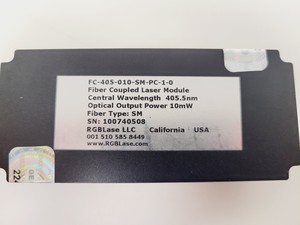 FC-405-010-SM-PC-1-0
Fiber Coupled Laser Module
Central Wavelength 405.5nm
Optical Output Power 10mW
Fiber Type: SM
SN: 100740508
RGBLase LLC California USA
001 510 585 8449
www.RGBLase.com